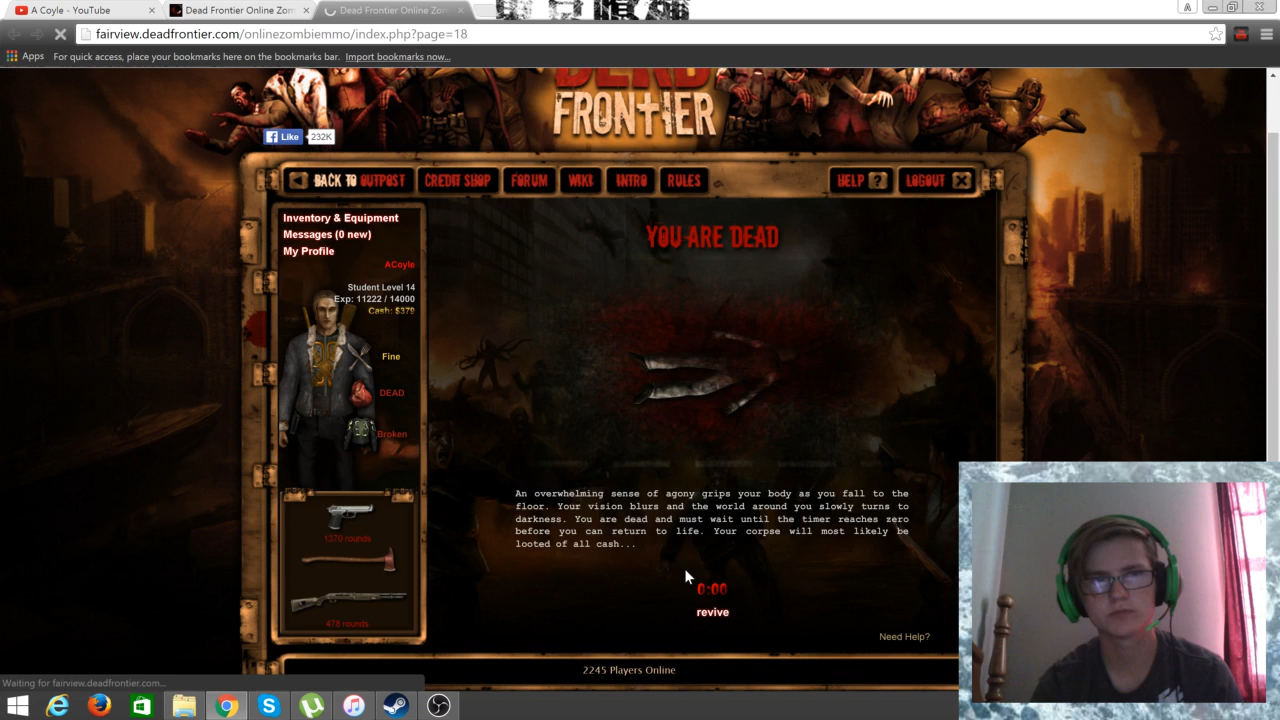 A Coyle - YouTube
Dead Frontier Online Zom
Dead Frontier Online Zo
fairview.deadfrontier.com/onlinezombiemmo/index.php?page=18
Apps For quick access, place your bookmarks here on the bookmarks bar. Import bookmarks now...
DEAD
FRONTIER
Like 232K
BACK TO OUTPOST
CREDIT SHOP
FORUM
WIKI
INTRO
RULES
HELP ?
LOGOUT X
Inventory & Equipment
Messages (0 new)
My Profile
ACoyle
Student Level 14
Exp: 11222 / 14000
Cash: $379
Fine
DEAD
Broken
1370 rounds
478 rounds
YOU ARE DEAD
An overwhelming sense of agony grips your body as you fall to the
floor. Your vision blurs and the world around you slowly turns to
darkness. You are dead and must wait until the timer reaches zero
before you can return to life. Your corpse will most likely be
looted of all cash...
0:00
revive
Need Help?
2245 Players Online
Waiting for fairview.deadfrontier.com...